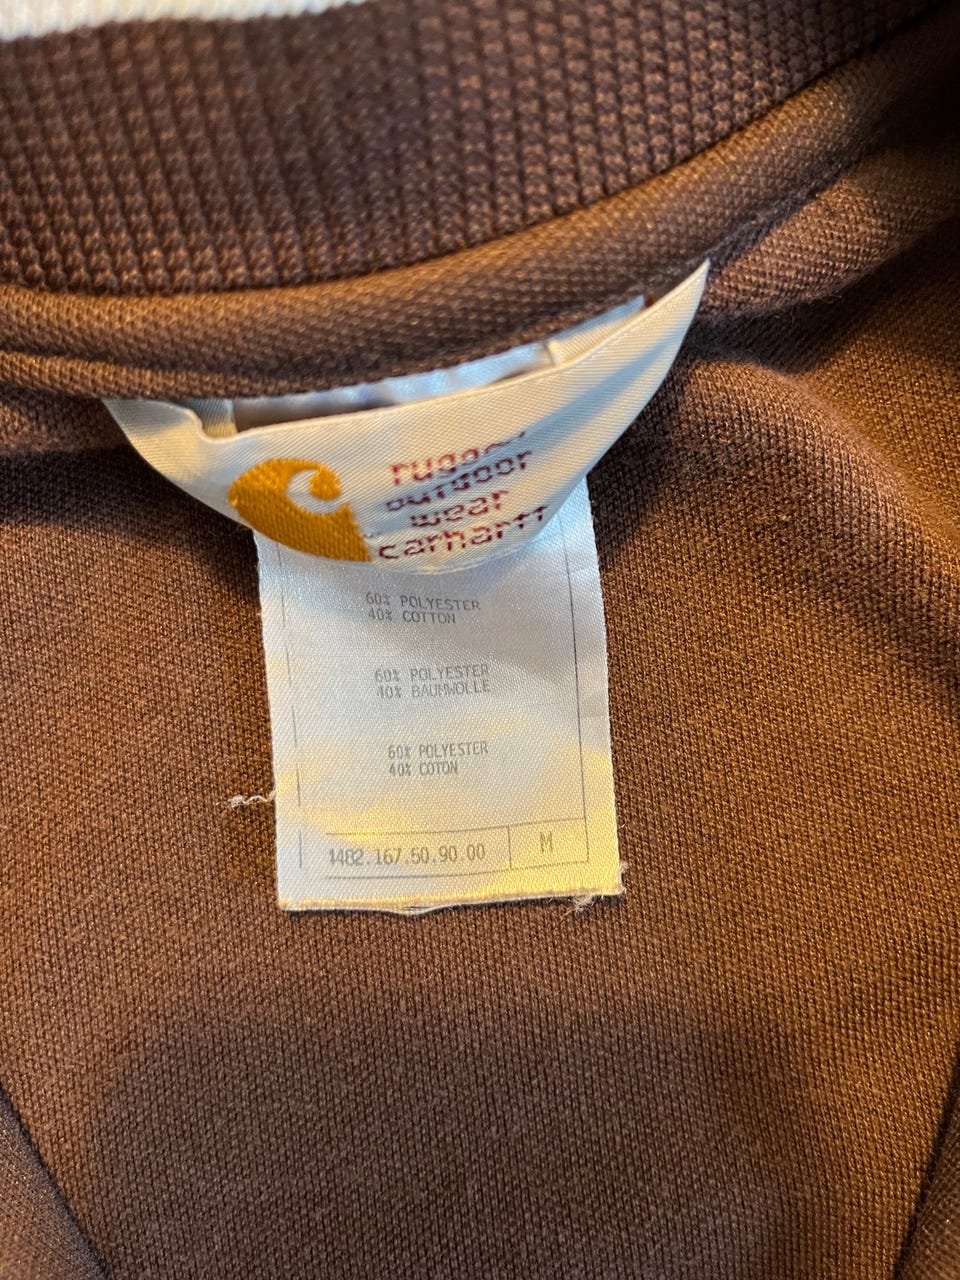 rugged
outdoor
wear
carhartt
60% POLYESTER
40% COTTON
60% POLYESTER
40% BAUMWOLLE
60% POLYESTER
40% COTON
4482.167.50.90.00 M